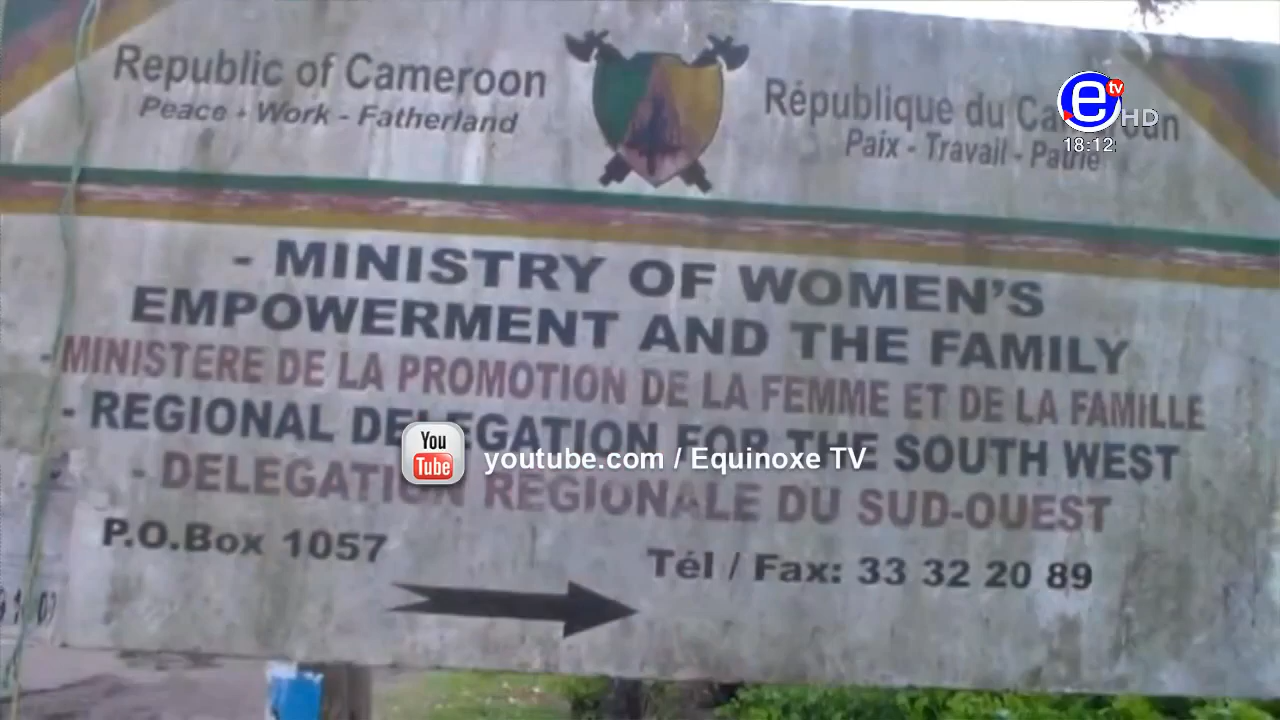 Republic of Cameroon
Peace - Work - Fatherland
République du Cameroun
Paix - Travail - Patrie
e tv HD
18:12
- MINISTRY OF WOMEN'S
EMPOWERMENT AND THE FAMILY
- MINISTERE DE LA PROMOTION DE LA FEMME ET DE LA FAMILLE
- REGIONAL DELEGATION FOR THE SOUTH WEST
You Tube youtube.com / Equinoxe TV
- DELEGATION REGIONALE DU SUD-OUEST
P.O.Box 1057
Tél / Fax: 33 32 20 89